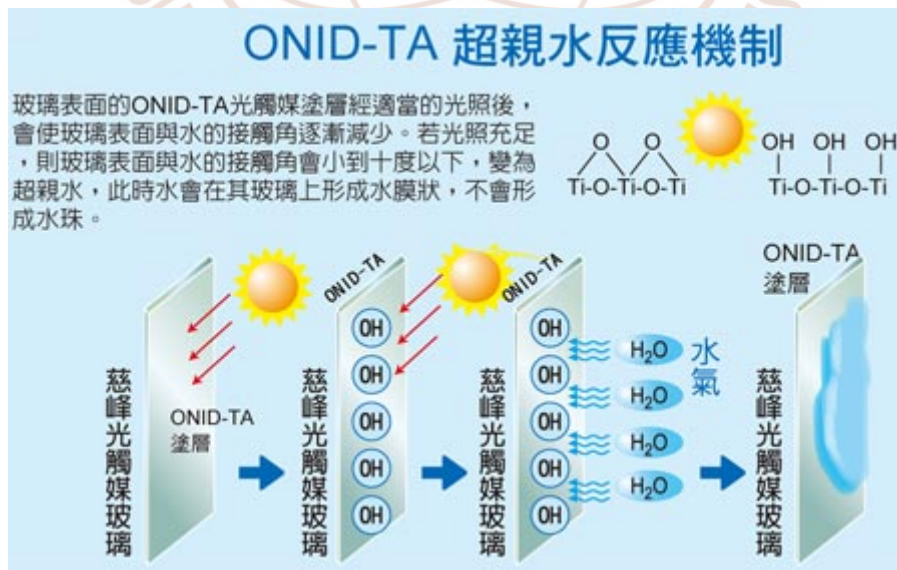 ONID-TA 超親水反應機制
玻璃表面的ONID-TA光觸媒塗層經適當的光照後，
會使玻璃表面與水的接觸角逐漸減少。若光照充足
，則玻璃表面與水的接觸角會小到十度以下，變為
超親水，此時水會在其玻璃上形成水膜狀，不會形
成水珠。
O O
Ti-O-Ti-O-Ti
OH OH OH
Ti-O-Ti-O-Ti
慈峰光觸媒玻璃
ONID-TA
塗層
慈峰光觸媒玻璃
ONID-TA
OH
OH
OH
OH
OH
慈峰光觸媒玻璃
ONID-TA
OH
OH
OH
OH
OH
H₂O
H₂O
H₂O
H₂O
水氣
慈峰光觸媒玻璃
ONID-TA
塗層